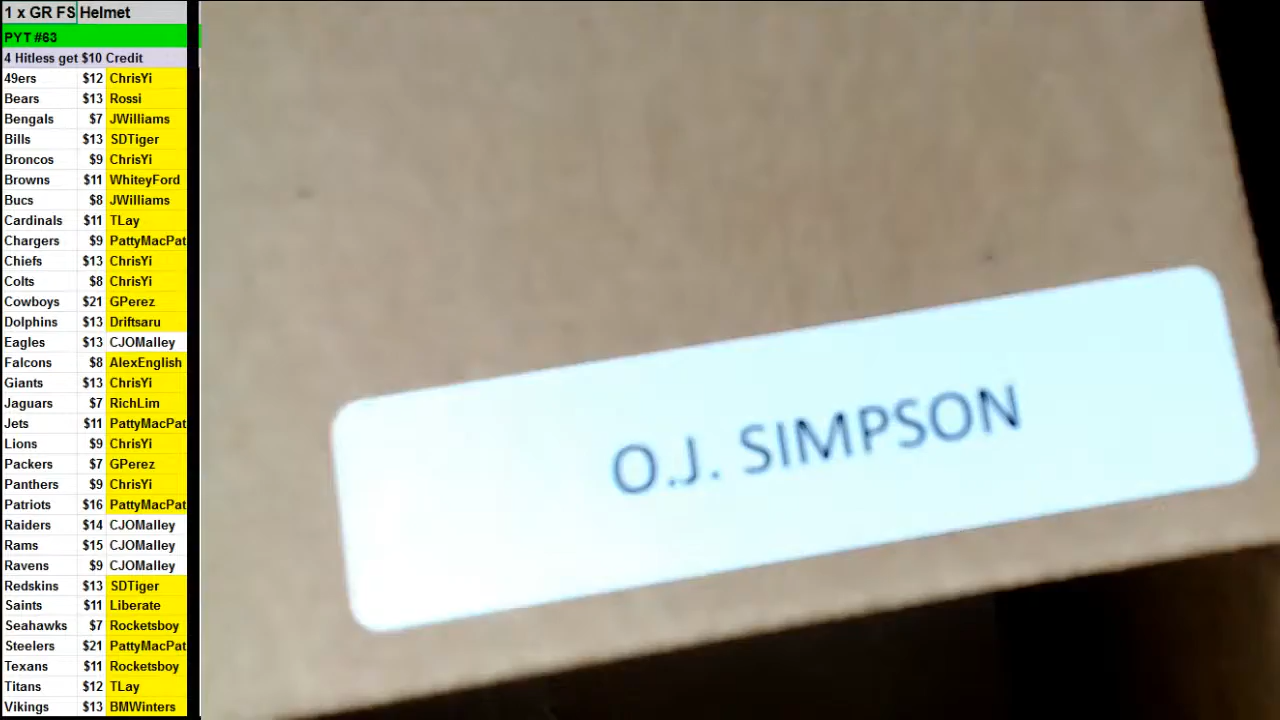 1 x GR FS Helmet
PYT #63
4 Hitless get $10 Credit
49ers $12 ChrisYi
Bears $13 Rossi
Bengals $7 JWilliams
Bills $13 SDTiger
Broncos $9 ChrisYi
Browns $11 WhiteyFord
Bucs $8 JWilliams
Cardinals $11 TLay
Chargers $9 PattyMacPat
Chiefs $13 ChrisYi
Colts $8 ChrisYi
Cowboys $21 GPerez
Dolphins $13 Driftsaru
Eagles $13 CJOMalley
Falcons $8 AlexEnglish
Giants $13 ChrisYi
Jaguars $7 RichLim
Jets $11 PattyMacPat
Lions $9 ChrisYi
Packers $7 GPerez
Panthers $9 ChrisYi
Patriots $16 PattyMacPat
Raiders $14 CJOMalley
Rams $15 CJOMalley
Ravens $9 CJOMalley
Redskins $13 SDTiger
Saints $11 Liberate
Seahawks $7 Rocketsboy
Steelers $21 PattyMacPat
Texans $11 Rocketsboy
Titans $12 TLay
Vikings $13 BMWinters
O.J. SIMPSON